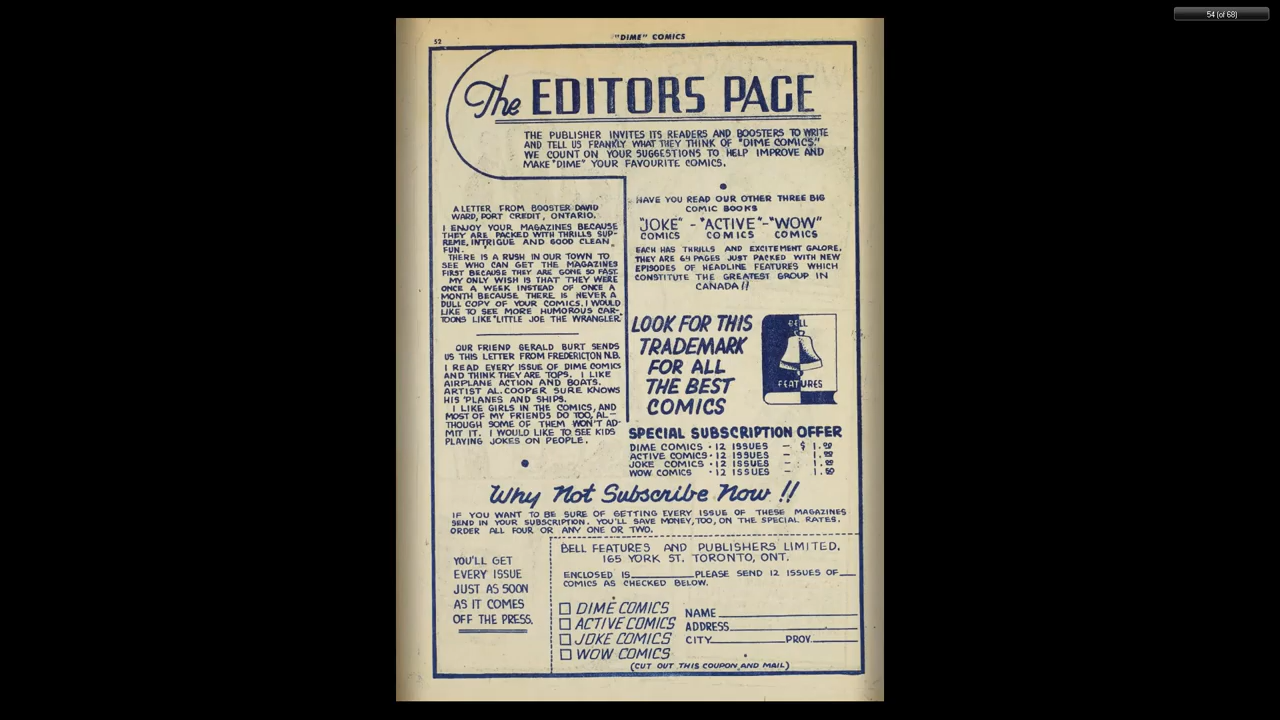 54 (of 68)
52
"DIME" COMICS
The EDITORS PAGE
THE PUBLISHER INVITES ITS READERS AND BOOSTERS TO WRITE
AND TELL US FRANKLY WHAT THEY THINK OF "DIME COMICS."
WE COUNT ON YOUR SUGGESTIONS TO HELP IMPROVE AND
MAKE "DIME" YOUR FAVOURITE COMICS.
A LETTER FROM BOOSTER DAVID
WARD, PORT CREDIT, ONTARIO.
I ENJOY YOUR MAGAZINES BECAUSE
THEY ARE PACKED WITH THRILLS SUP-
REME, INTRIGUE AND GOOD CLEAN
FUN.
THERE IS A RUSH IN OUR TOWN TO
SEE WHO CAN GET THE MAGAZINES
FIRST BECAUSE THEY ARE GONE SO FAST.
MY ONLY WISH IS THAT THEY WERE
ONCE A WEEK INSTEAD OF ONCE A
MONTH BECAUSE THERE IS NEVER A
DULL COPY OF YOUR COMICS. I WOULD
LIKE TO SEE MORE HUMOROUS CAR-
TOONS LIKE "LITTLE JOE THE WRANGLER."
OUR FRIEND GERALD BURT SENDS
US THIS LETTER FROM FREDERICTON N.B.
I READ EVERY ISSUE OF DIME COMICS
AND THINK THEY ARE TOPS. I LIKE
AIRPLANE ACTION AND BOATS.
ARTIST AL. COOPER SURE KNOWS
HIS 'PLANES AND SHIPS.
I LIKE GIRLS IN THE COMICS, AND
MOST OF MY FRIENDS DO TOO, AL-
THOUGH SOME OF THEM WON'T AD-
MIT IT. I WOULD LIKE TO SEE KIDS
PLAYING JOKES ON PEOPLE.
HAVE YOU READ OUR OTHER THREE BIG
COMIC BOOKS
"JOKE" - "ACTIVE" - "WOW"
COMICS COMICS COMICS
EACH HAS THRILLS AND EXCITEMENT GALORE.
THEY ARE 64 PAGES JUST PACKED WITH NEW
EPISODES OF HEADLINE FEATURES WHICH
CONSTITUTE THE GREATEST GROUP IN
CANADA!!
LOOK FOR THIS
TRADEMARK
FOR ALL
THE BEST
COMICS
BELL
FEATURES
SPECIAL SUBSCRIPTION OFFER
DIME COMICS · 12 ISSUES — $ 1.00
ACTIVE COMICS · 12 ISSUES — : 1.00
JOKE COMICS · 12 ISSUES — : 1.00
WOW COMICS · 12 ISSUES — 1.00
Why Not Subscribe Now !!
IF YOU WANT TO BE SURE OF GETTING EVERY ISSUE OF THESE MAGAZINES
SEND IN YOUR SUBSCRIPTION. YOU'LL SAVE MONEY, TOO, ON THE SPECIAL RATES.
ORDER ALL FOUR OR ANY ONE OR TWO.
YOU'LL GET
EVERY ISSUE
JUST AS SOON
AS IT COMES
OFF THE PRESS.
BELL FEATURES AND PUBLISHERS LIMITED.
165 YORK ST. TORONTO, ONT.
ENCLOSED IS__________PLEASE SEND 12 ISSUES OF___
COMICS AS CHECKED BELOW.
DIME COMICS
ACTIVE COMICS
JOKE COMICS
WOW COMICS
NAME
ADDRESS
CITY__________PROV.
(CUT OUT THIS COUPON AND MAIL)